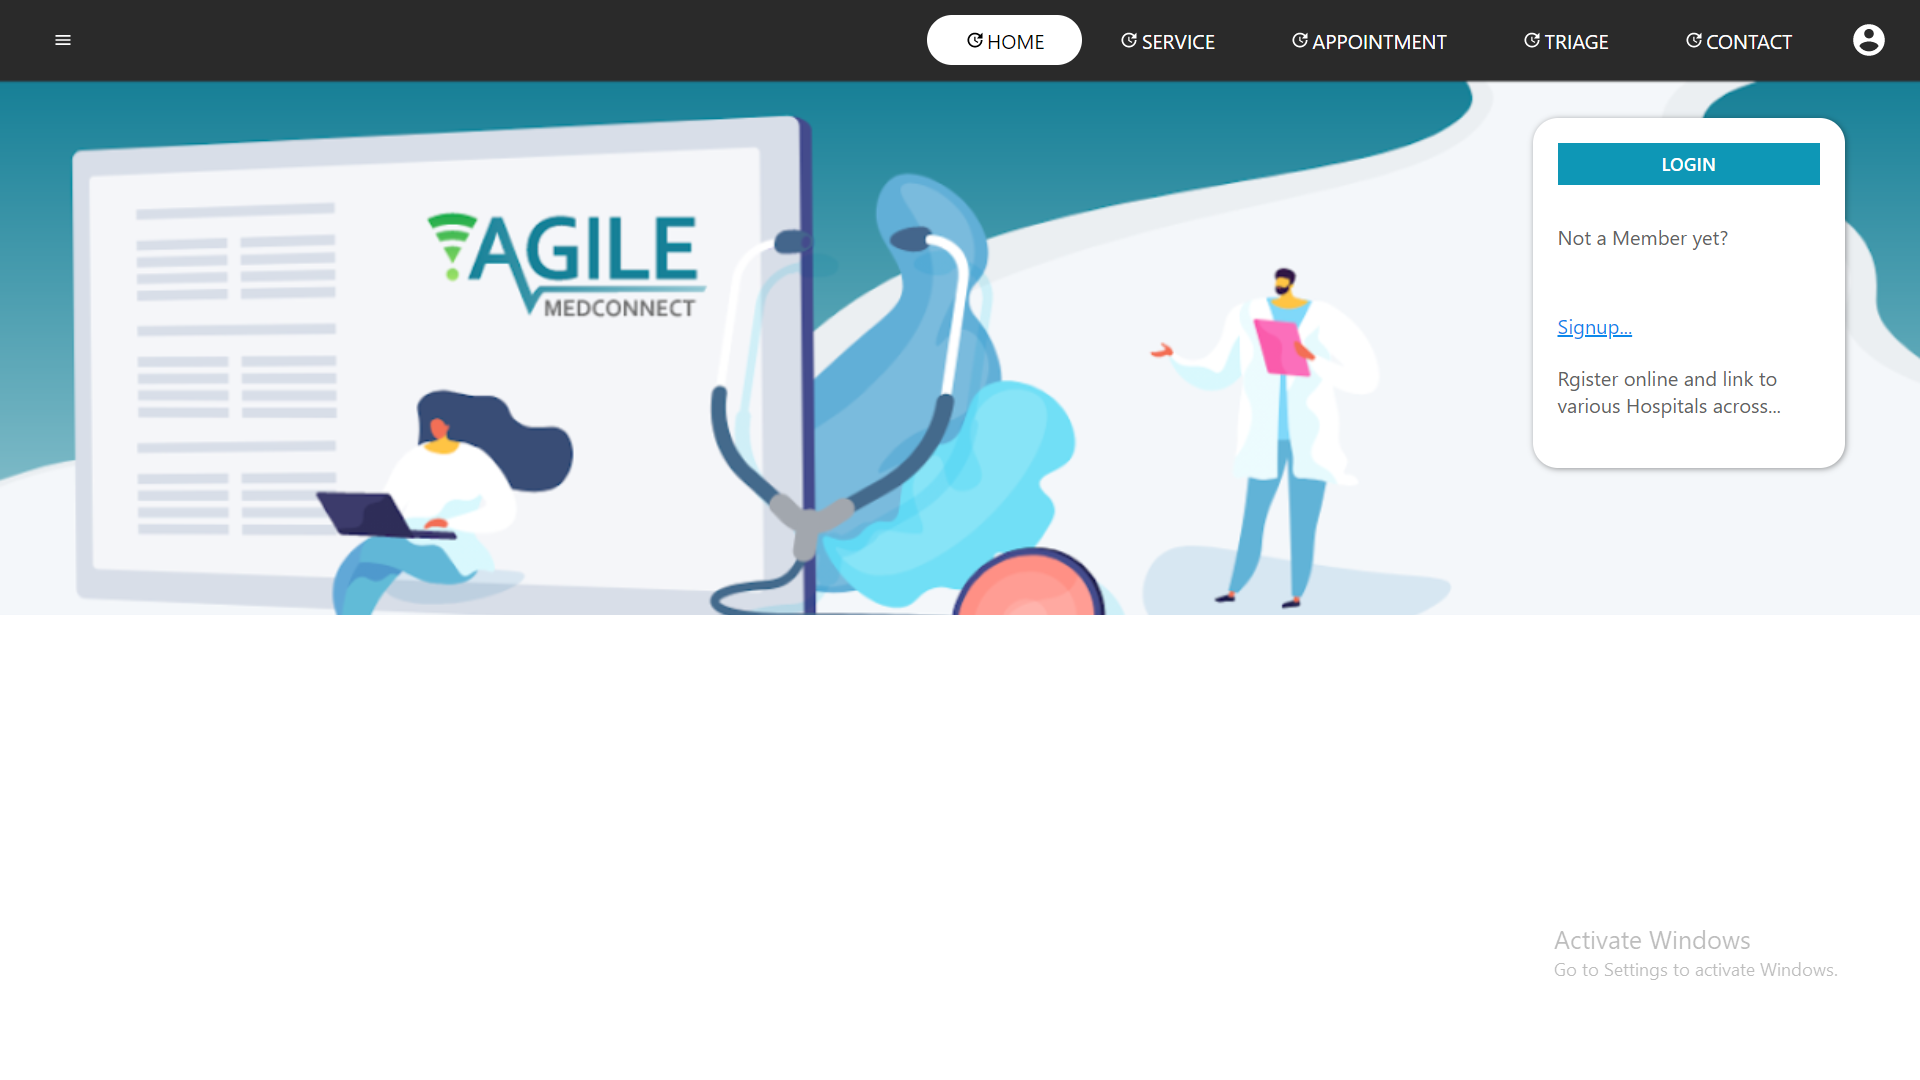 HOME SERVICE APPOINTMENT TRIAGE CONTACT
AGILE
MEDCONNECT
LOGIN
Not a Member yet?
Signup...
Rgister online and link to
various Hospitals across...
Activate Windows
Go to Settings to activate Windows.